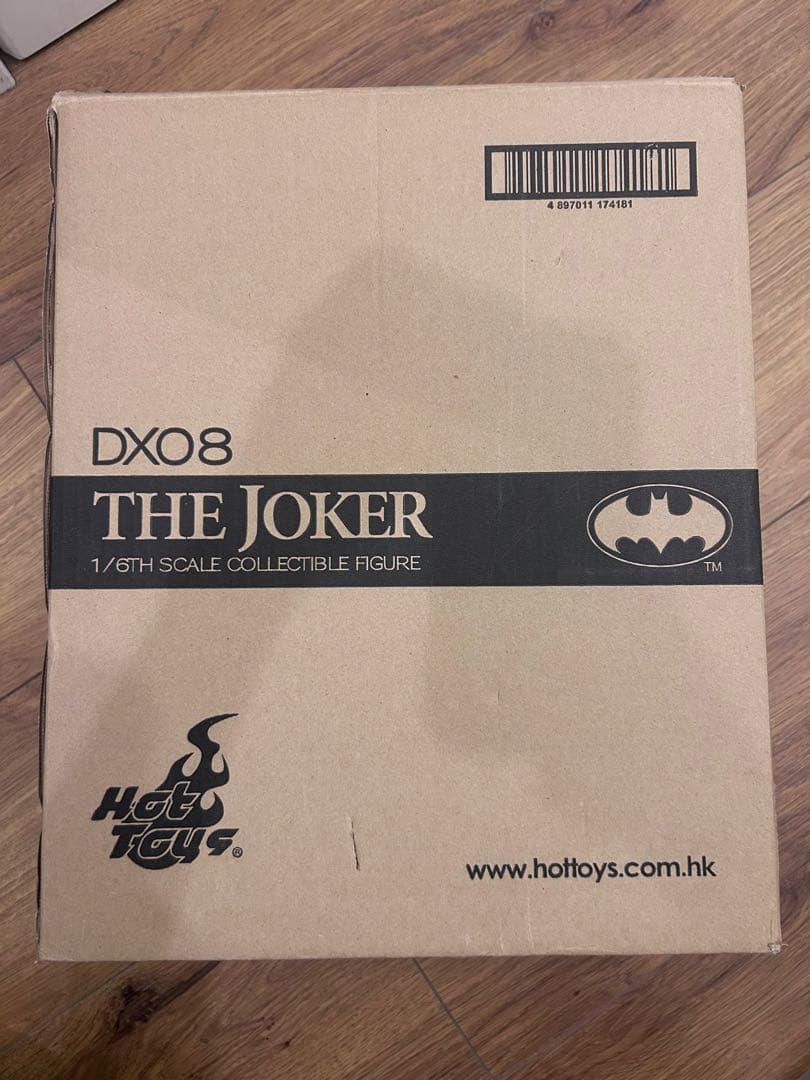 4 897011 174181
DX08
THE JOKER
1/6TH SCALE COLLECTIBLE FIGURE
TM
Hot
Toys®
www.hottoys.com.hk